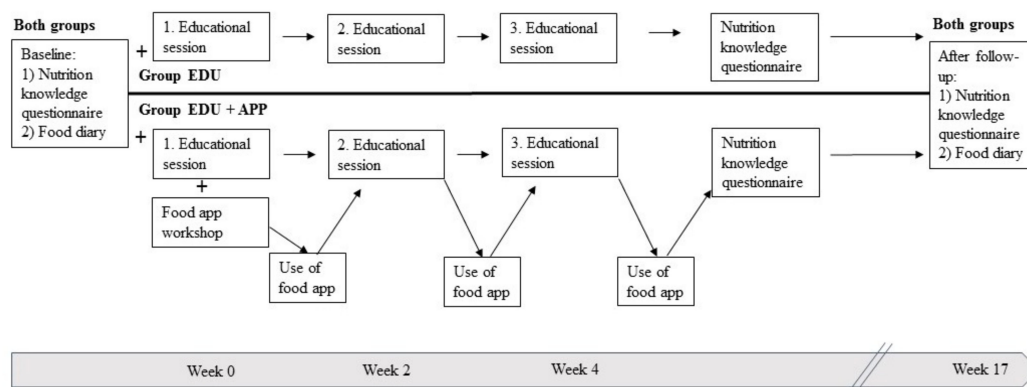 Both groups
Baseline:
1) Nutrition
knowledge
questionnaire
2) Food diary
+
1. Educational
session
2. Educational
session
3. Educational
session
Nutrition
knowledge
questionnaire
Group EDU
Both groups
After follow-
up:
1) Nutrition
knowledge
questionnaire
2) Food diary
Group EDU + APP
+
1. Educational
session
2. Educational
session
3. Educational
session
Nutrition
knowledge
questionnaire
+
Food app
workshop
Use of
food app
Use of
food app
Use of
food app
Week 0
Week 2
Week 4
Week 17